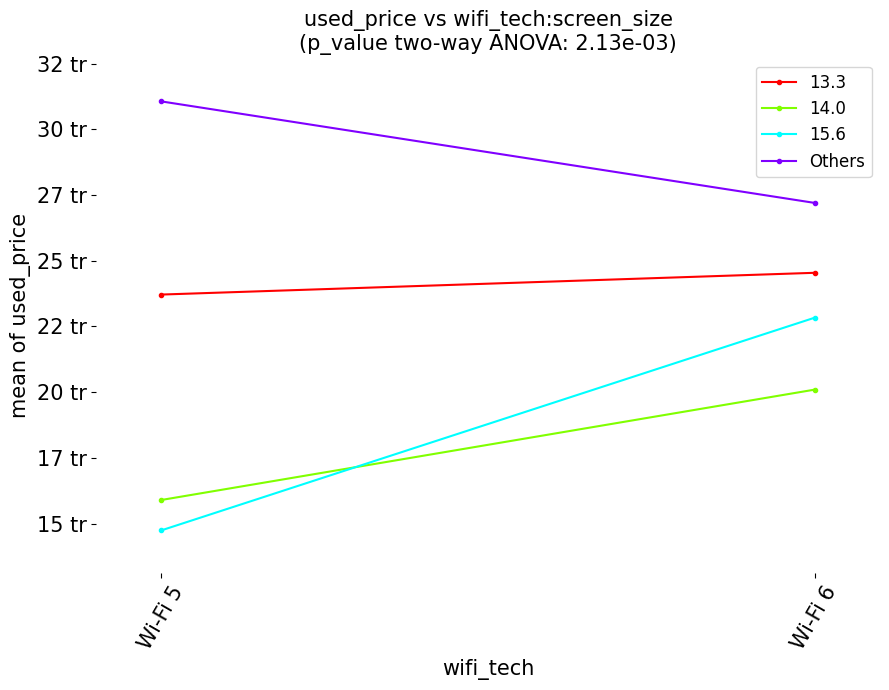 used_price vs wifi_tech:screen_size
(p_value two-way ANOVA: 2.13e-03)
32 tr
30 tr
27 tr
25 tr
22 tr
20 tr
17 tr
15 tr
mean of used_price
13.3
14.0
15.6
Others
Wi-Fi 5
Wi-Fi 6
wifi_tech